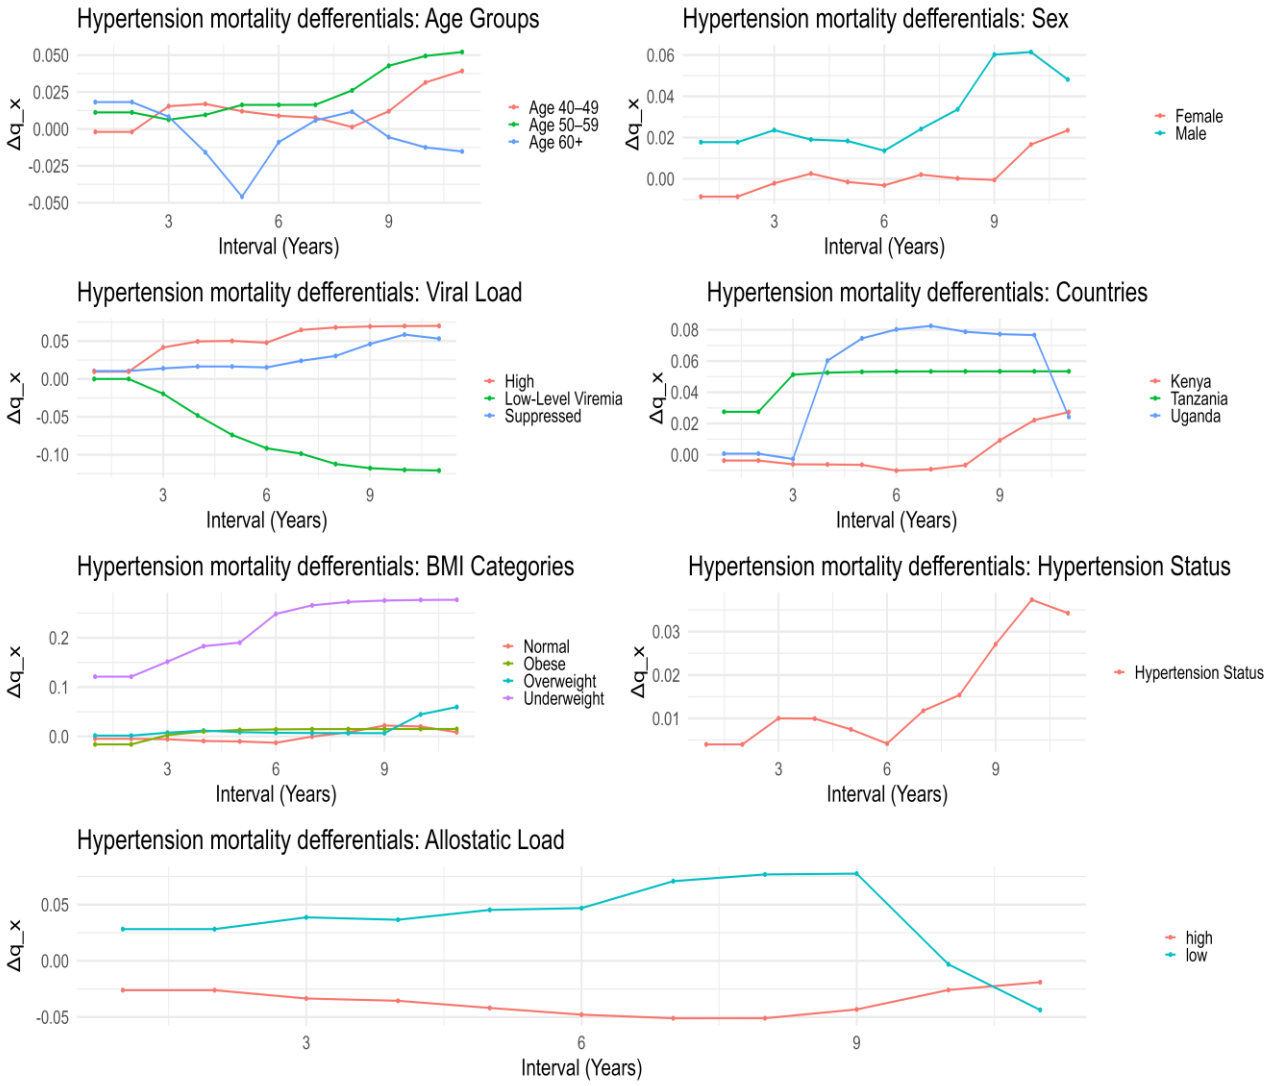 Hypertension mortality defferentials: Age Groups
0.050
0.025
0.000
-0.025
-0.050
Δq_x
3 6 9
Interval (Years)
Age 40–49
Age 50–59
Age 60+
Hypertension mortality defferentials: Sex
0.06
0.04
0.02
0.00
Δq_x
3 6 9
Interval (Years)
Female
Male
Hypertension mortality defferentials: Viral Load
0.05
0.00
-0.05
-0.10
Δq_x
3 6 9
Interval (Years)
High
Low-Level Viremia
Suppressed
Hypertension mortality defferentials: Countries
0.08
0.06
0.04
0.02
0.00
Δq_x
3 6 9
Interval (Years)
Kenya
Tanzania
Uganda
Hypertension mortality defferentials: BMI Categories
0.2
0.1
0.0
Δq_x
3 6 9
Interval (Years)
Normal
Obese
Overweight
Underweight
Hypertension mortality defferentials: Hypertension Status
0.03
0.02
0.01
Δq_x
3 6 9
Interval (Years)
Hypertension Status
Hypertension mortality defferentials: Allostatic Load
0.05
0.00
-0.05
Δq_x
3 6 9
Interval (Years)
high
low